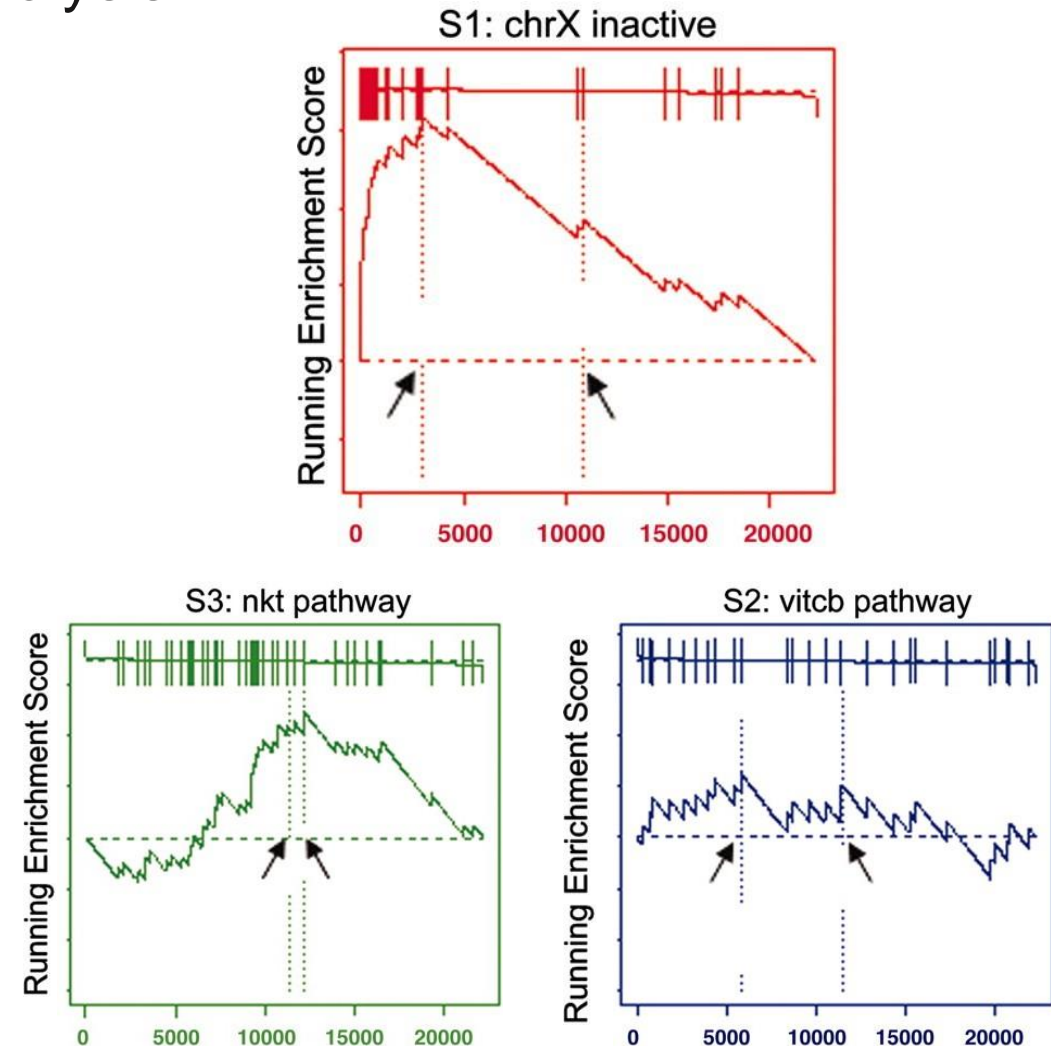 S1: chrX inactive
Running Enrichment Score
0 5000 10000 15000 20000
S3: nkt pathway
Running Enrichment Score
0 5000 10000 15000 20000
S2: vitcb pathway
Running Enrichment Score
0 5000 10000 15000 20000